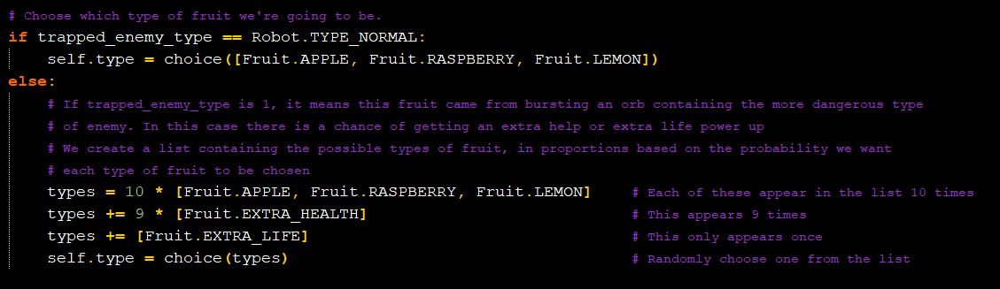 # Choose which type of fruit we're going to be.
if trapped_enemy_type == Robot.TYPE_NORMAL:
    self.type = choice([Fruit.APPLE, Fruit.RASPBERRY, Fruit.LEMON])
else:
    # If trapped_enemy_type is 1, it means this fruit came from bursting an orb containing the more dangerous type
    # of enemy. In this case there is a chance of getting an extra help or extra life power up
    # We create a list containing the possible types of fruit, in proportions based on the probability we want
    # each type of fruit to be chosen
    types = 10 * [Fruit.APPLE, Fruit.RASPBERRY, Fruit.LEMON]    # Each of these appear in the list 10 times
    types += 9 * [Fruit.EXTRA_HEALTH]    # This appears 9 times
    types += [Fruit.EXTRA_LIFE]    # This only appears once
    self.type = choice(types)    # Randomly choose one from the list